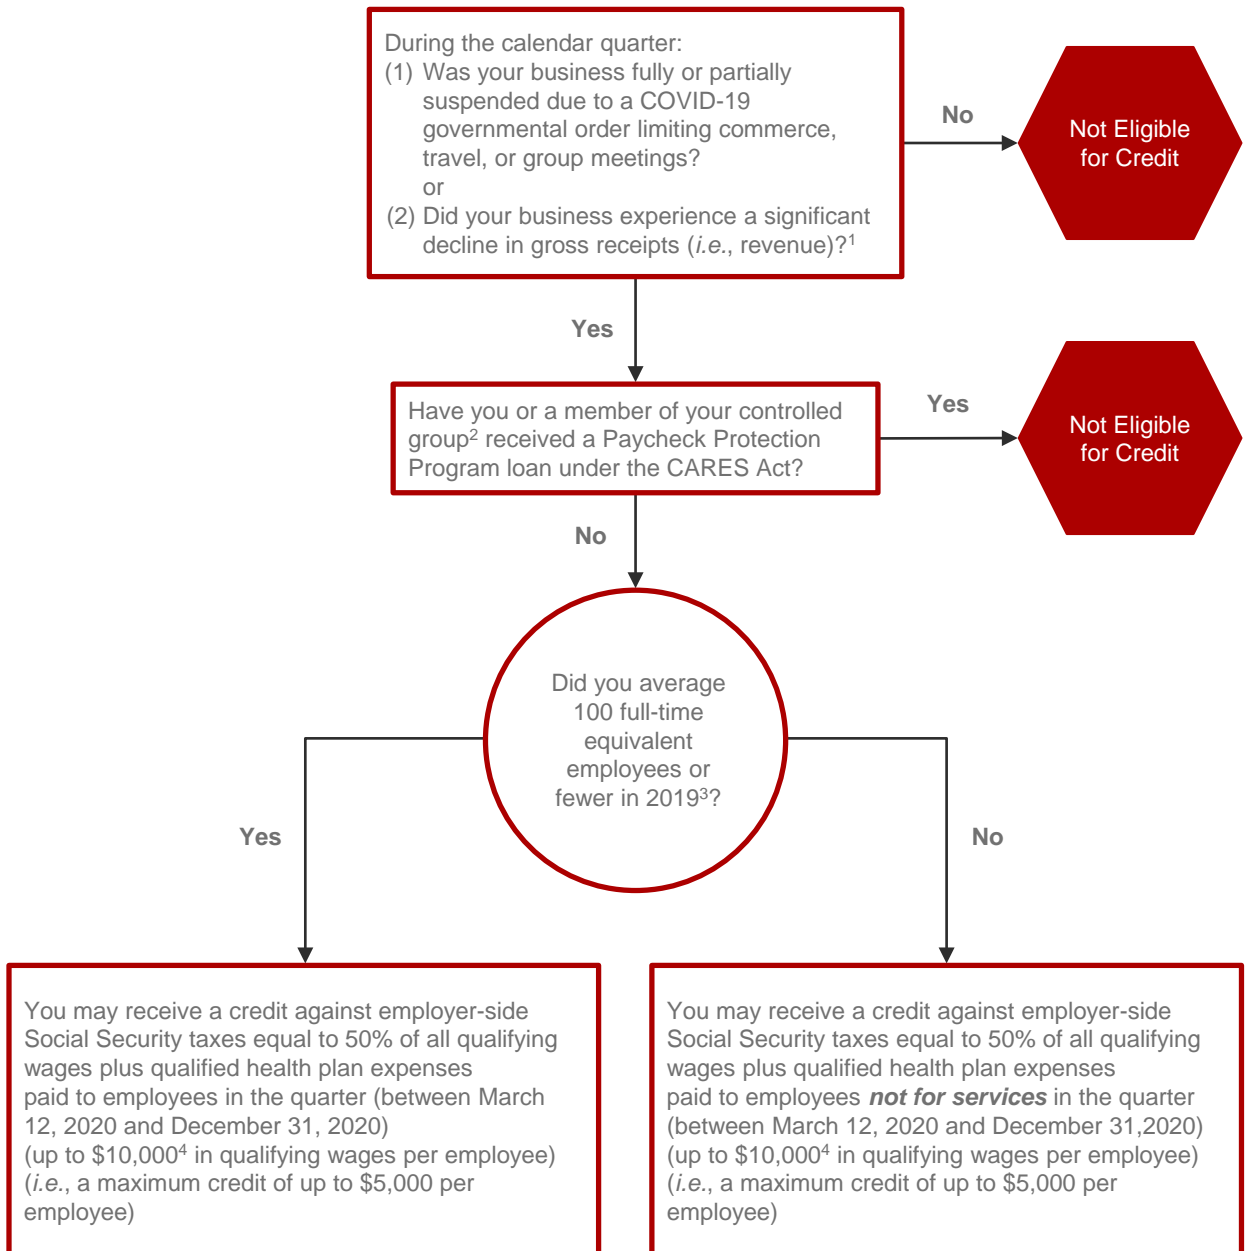 During the calendar quarter:
(1) Was your business fully or partially
suspended due to a COVID-19
governmental order limiting commerce,
travel, or group meetings?
or
(2) Did your business experience a significant
decline in gross receipts (i.e., revenue)?¹
No
Not Eligible
for Credit
Yes
Have you or a member of your controlled
group² received a Paycheck Protection
Program loan under the CARES Act?
Yes
Not Eligible
for Credit
No
Did you average
100 full-time
equivalent
employees or
fewer in 2019³?
Yes
No
You may receive a credit against employer-side
Social Security taxes equal to 50% of all qualifying
wages plus qualified health plan expenses
paid to employees in the quarter (between March
12, 2020 and December 31, 2020)
(up to $10,000⁴ in qualifying wages per employee)
(i.e., a maximum credit of up to $5,000 per
employee)
You may receive a credit against employer-side
Social Security taxes equal to 50% of all qualifying
wages plus qualified health plan expenses
paid to employees not for services in the quarter
(between March 12, 2020 and December 31,2020)
(up to $10,000⁴ in qualifying wages per employee)
(i.e., a maximum credit of up to $5,000 per
employee)